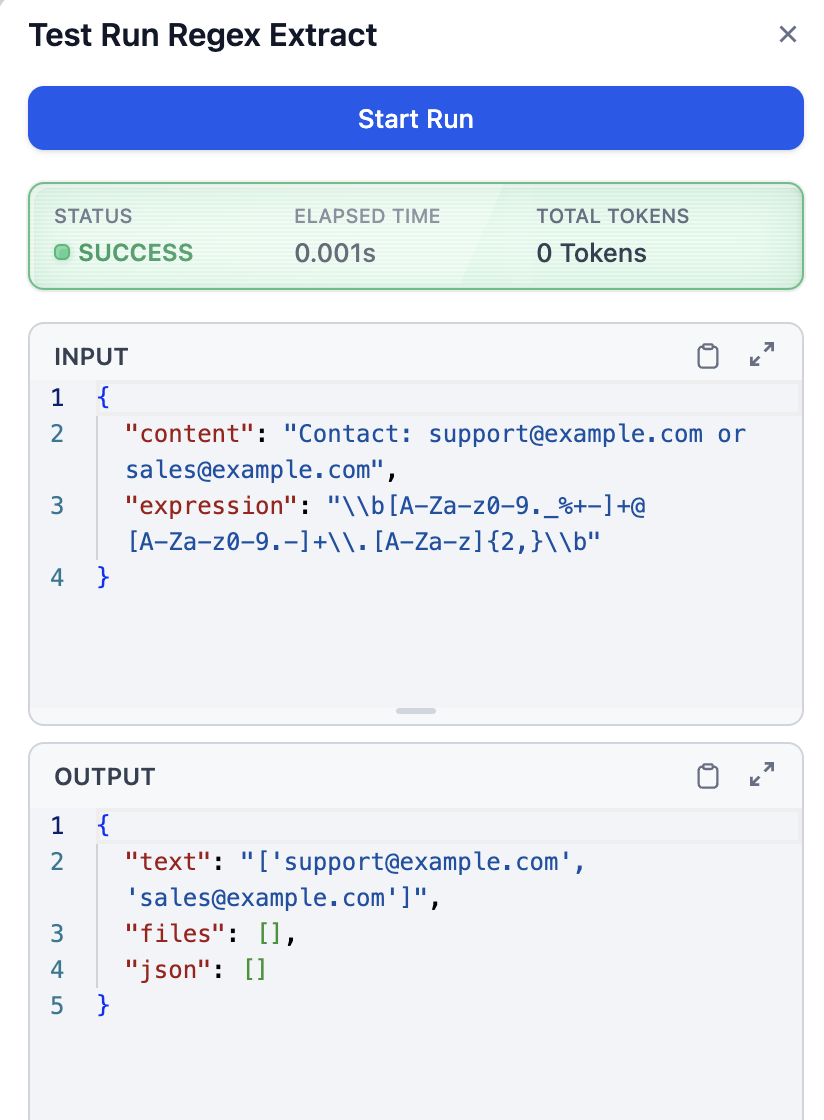 Test Run Regex Extract
Start Run
STATUS
SUCCESS
ELAPSED TIME
0.001s
TOTAL TOKENS
0 Tokens
INPUT
1 {
2 "content": "Contact: support@example.com or
sales@example.com",
3 "expression": "\\b[A-Za-z0-9._%+-]+@
[A-Za-z0-9.-]+\\.[A-Za-z]{2,}\\b"
4 }
OUTPUT
1 {
2 "text": "['support@example.com',
'sales@example.com']",
3 "files": [],
4 "json": []
5 }